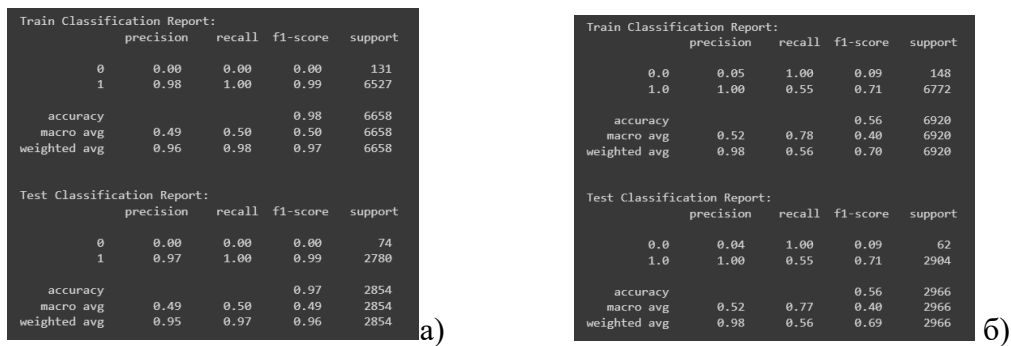 Train Classification Report:
precision recall f1-score support
0 0.00 0.00 0.00 131
1 0.98 1.00 0.99 6527
accuracy 0.98 6658
macro avg 0.49 0.50 0.50 6658
weighted avg 0.96 0.98 0.97 6658
Test Classification Report:
precision recall f1-score support
0 0.00 0.00 0.00 74
1 0.97 1.00 0.99 2780
accuracy 0.97 2854
macro avg 0.49 0.50 0.49 2854
weighted avg 0.95 0.97 0.96 2854
а)
Train Classification Report:
precision recall f1-score support
0.0 0.05 1.00 0.09 148
1.0 1.00 0.55 0.71 6772
accuracy 0.56 6920
macro avg 0.52 0.78 0.40 6920
weighted avg 0.98 0.56 0.70 6920
Test Classification Report:
precision recall f1-score support
0.0 0.04 1.00 0.09 62
1.0 1.00 0.55 0.71 2904
accuracy 0.56 2966
macro avg 0.52 0.77 0.40 2966
weighted avg 0.98 0.56 0.69 2966
б)